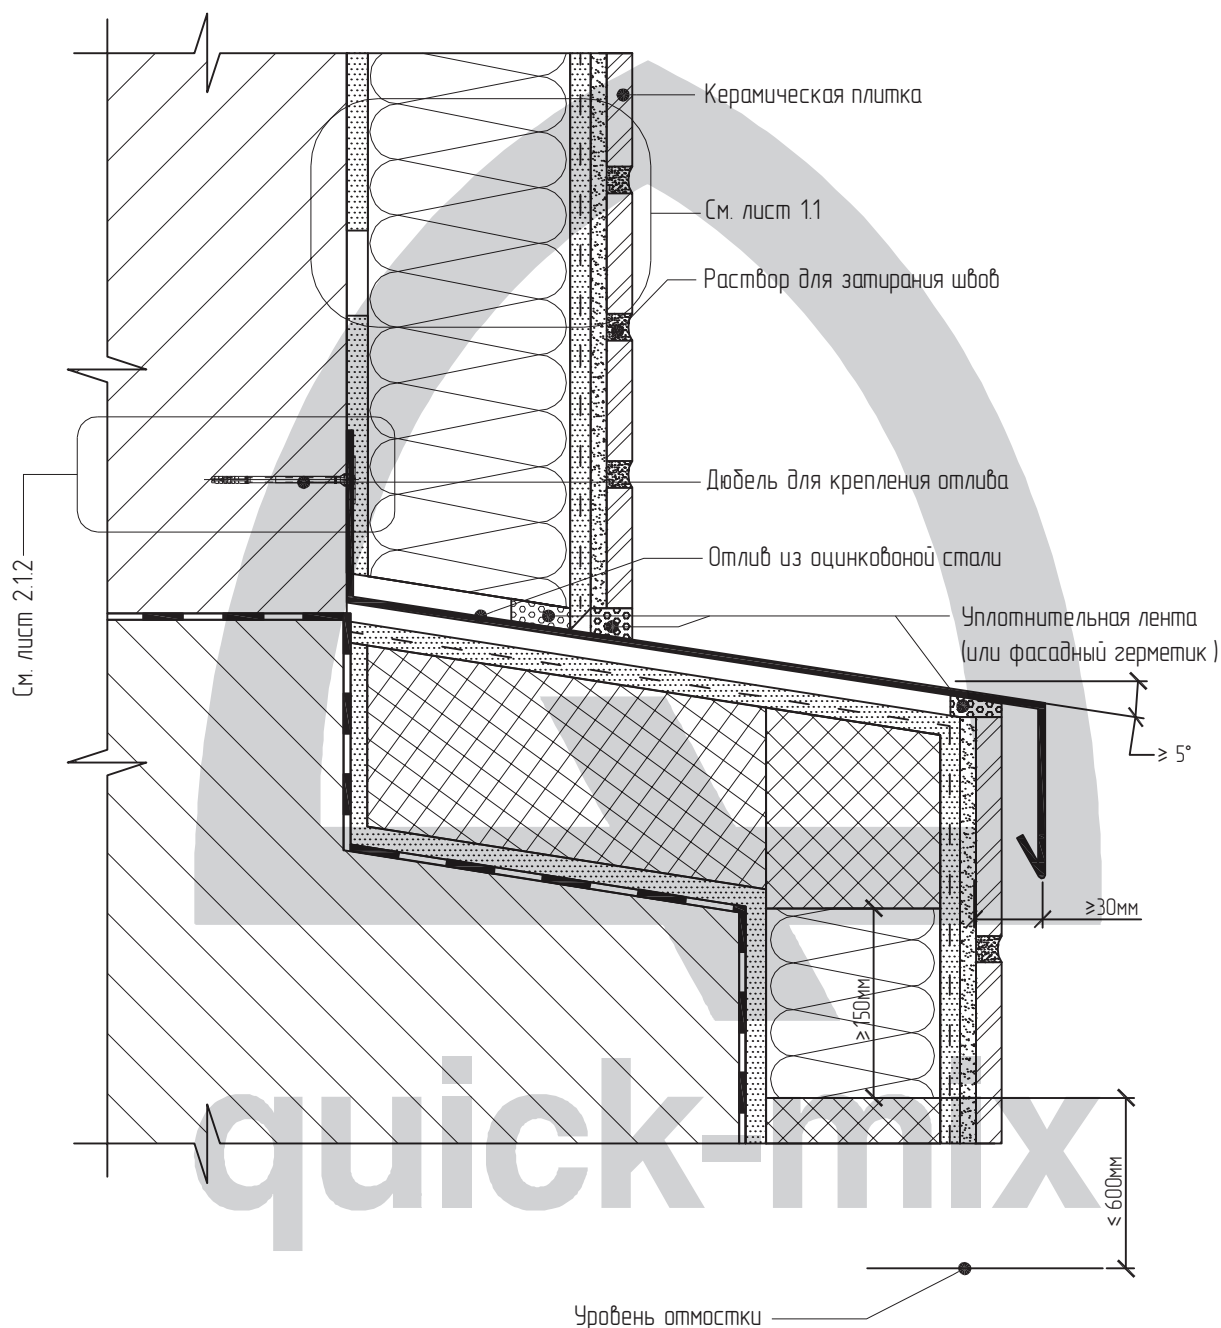 Керамическая плитка
См. лист 1.1
Раствор для затирания швов
Дюбель для крепления отлива
См. лист 2.1.2
Отлив из оцинковоной стали
Уплотнительная лента
(или фасадный герметик)
≥ 5°
≥30мм
≥ 150мм
quick-mix
≤ 600мм
Уровень отмостки